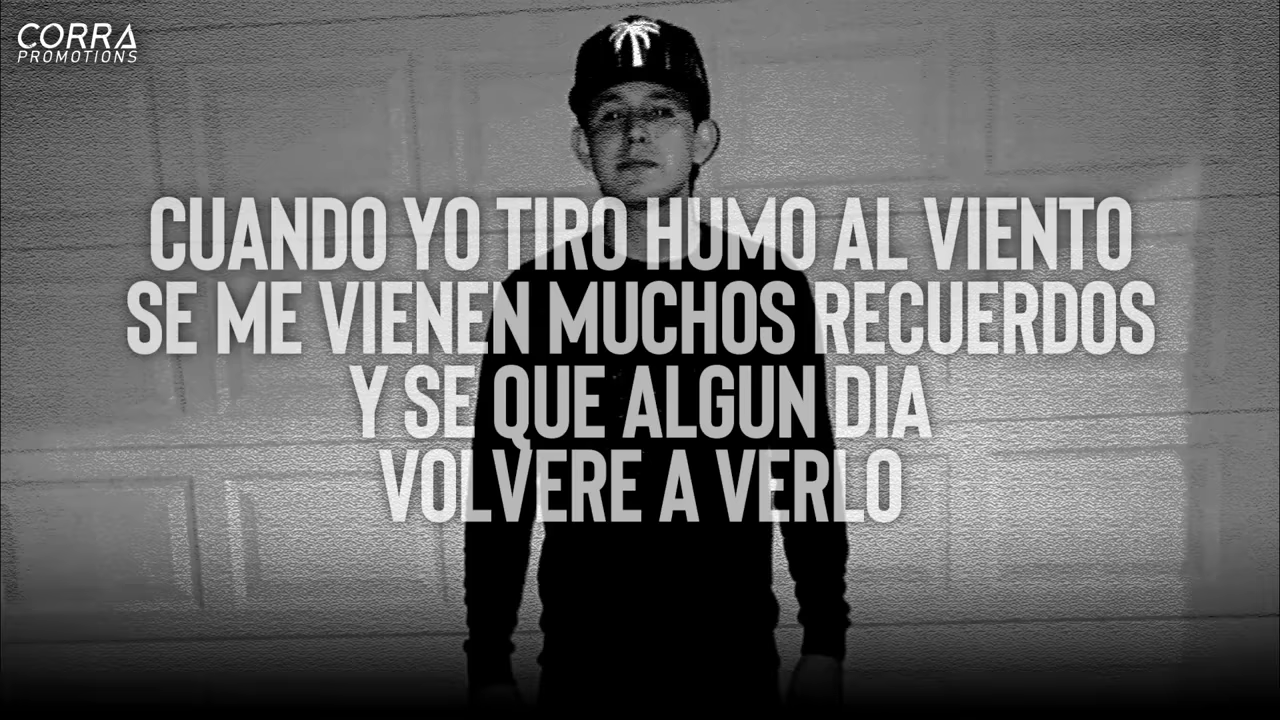 CORRA
PROMOTIONS
CUANDO YO TIRO HUMO AL VIENTO
SE ME VIENEN MUCHOS RECUERDOS
Y SE QUE ALGUN DIA
VOLVERE A VERLO